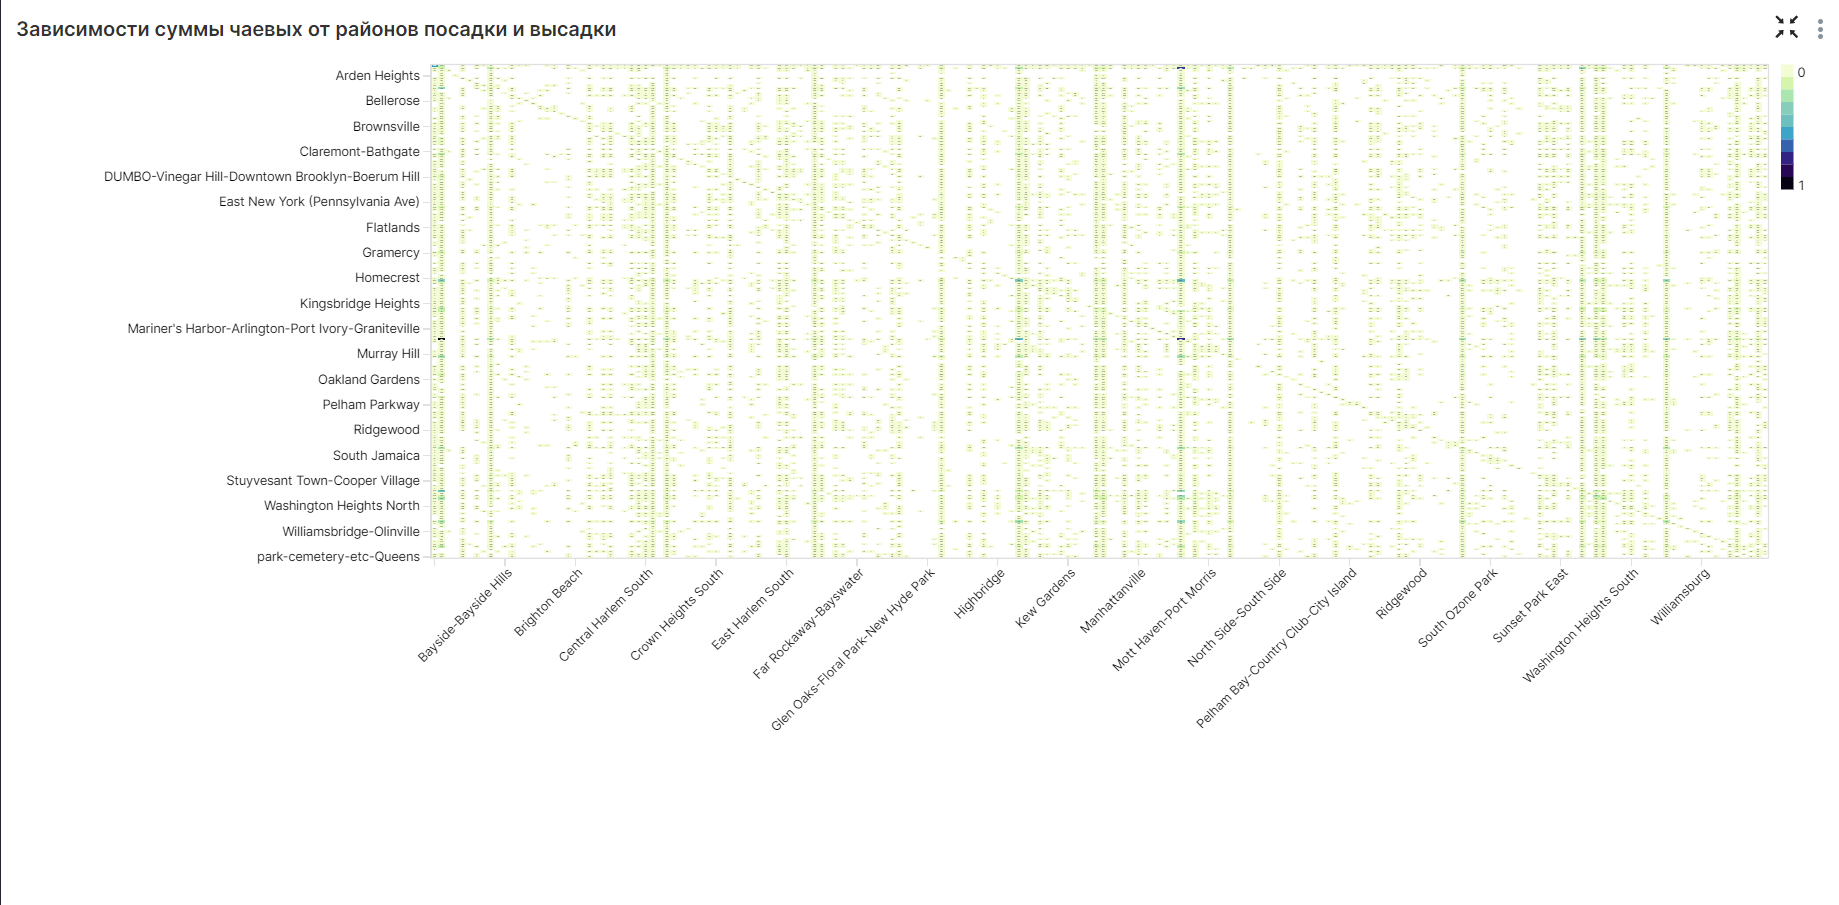 Зависимости суммы чаевых от районов посадки и высадки
0
1
Arden Heights
Bellerose
Brownsville
Claremont-Bathgate
DUMBO-Vinegar Hill-Downtown Brooklyn-Boerum Hill
East New York (Pennsylvania Ave)
Flatlands
Gramercy
Homecrest
Kingsbridge Heights
Mariner's Harbor-Arlington-Port Ivory-Graniteville
Murray Hill
Oakland Gardens
Pelham Parkway
Ridgewood
South Jamaica
Stuyvesant Town-Cooper Village
Washington Heights North
Williamsbridge-Olinville
park-cemetery-etc-Queens
Bayside-Bayside Hills
Brighton Beach
Central Harlem South
Crown Heights South
East Harlem South
Far Rockaway-Bayswater
Glen Oaks-Floral Park-New Hyde Park
Highbridge
Kew Gardens
Manhattanville
Mott Haven-Port Morris
North Side-South Side
Pelham Bay-Country Club-City Island
Ridgewood
South Ozone Park
Sunset Park East
Washington Heights South
Williamsburg